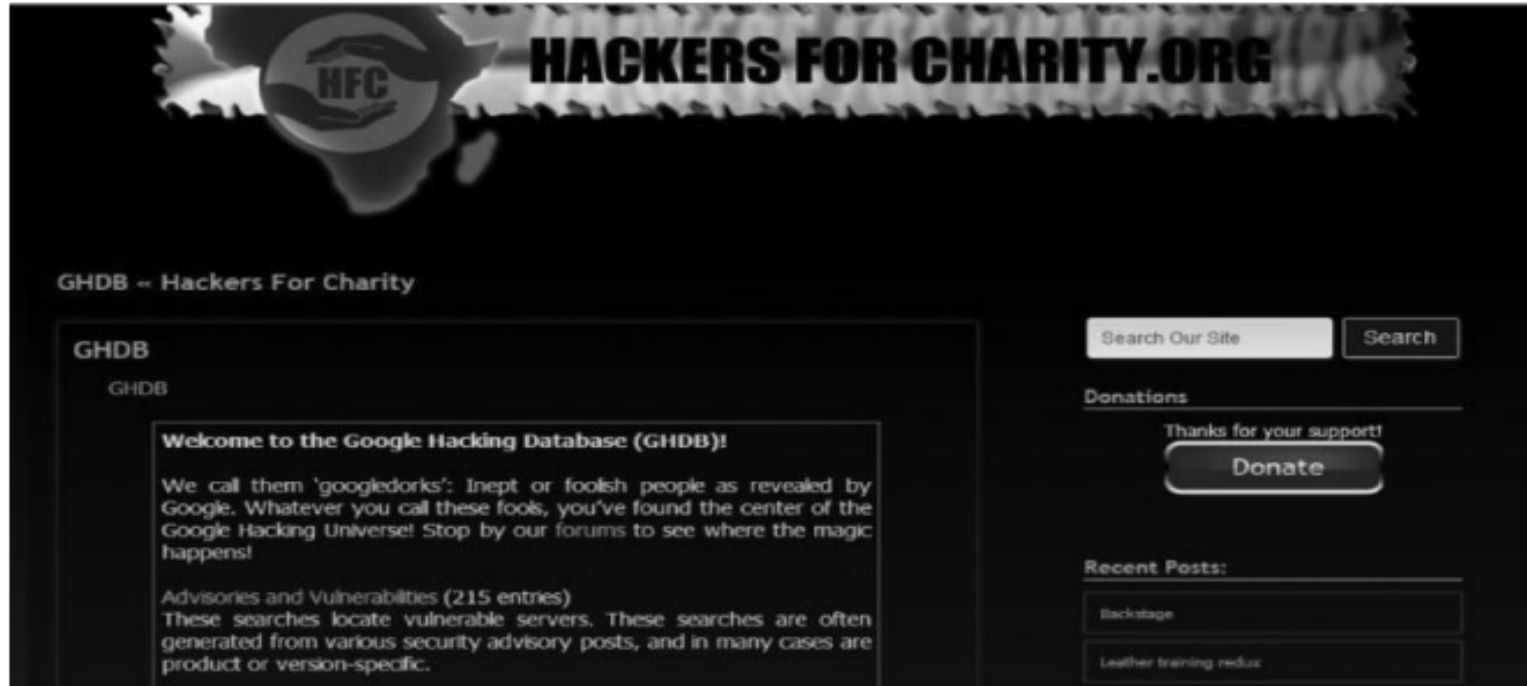 HFC
HACKERS FOR CHARITY.ORG
GHDB « Hackers For Charity
GHDB
GHDB
Welcome to the Google Hacking Database (GHDB)!
We call them 'googledorks': Inept or foolish people as revealed by
Google. Whatever you call these fools, you've found the center of the
Google Hacking Universe! Stop by our forums to see where the magic
happens!
Advisories and Vulnerabilities (215 entries)
These searches locate vulnerable servers. These searches are often
generated from various security advisory posts, and in many cases are
product or version-specific.
Search Our Site
Search
Donations
Thanks for your support!
Donate
Recent Posts:
Backstage
Leather training redux